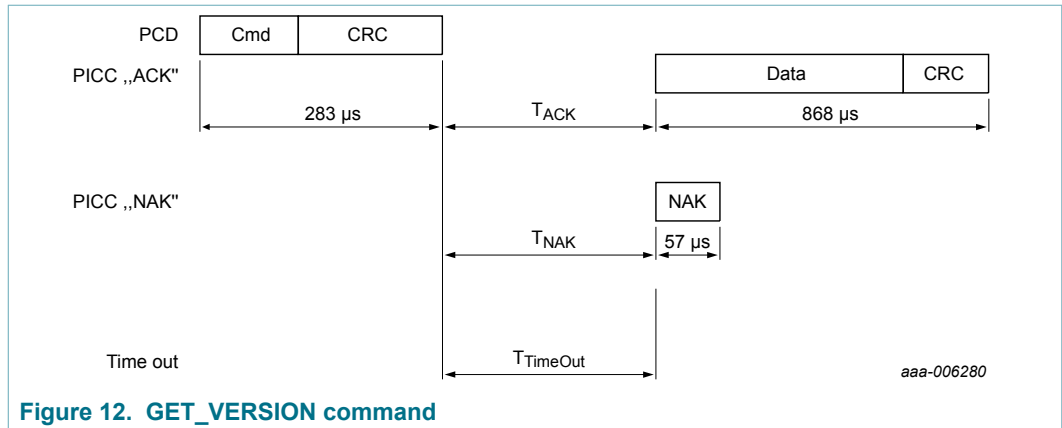 PCD Cmd CRC
PICC ,,ACK" Data CRC
283 µs TACK 868 µs
PICC ,,NAK" NAK
TNAK 57 µs
Time out TTimeOut aaa-006280
Figure 12. GET_VERSION command